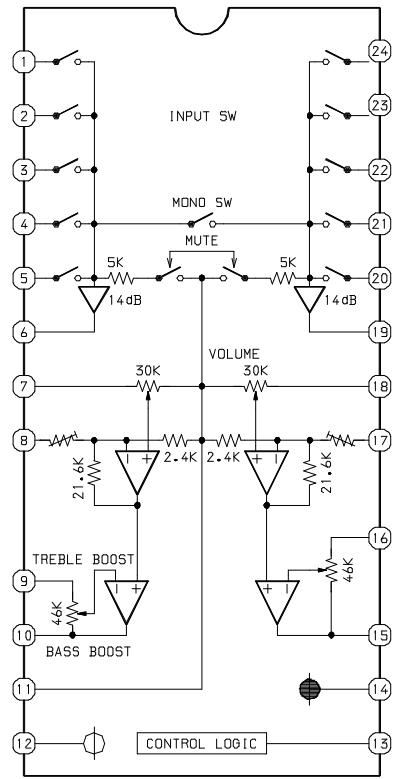 1 24
2 INPUT SW 23
3 22
MONO SW
4 21
MUTE
5 5K 5K 20
14dB 14dB
6 19
VOLUME
7 30K 30K 18
8 17
2.4K 2.4K
21.6K 21.6K
- + - +
16
TREBLE BOOST
9 46K
46K - + + -
10 15
BASS BOOST
11 14
12 CONTROL LOGIC 13